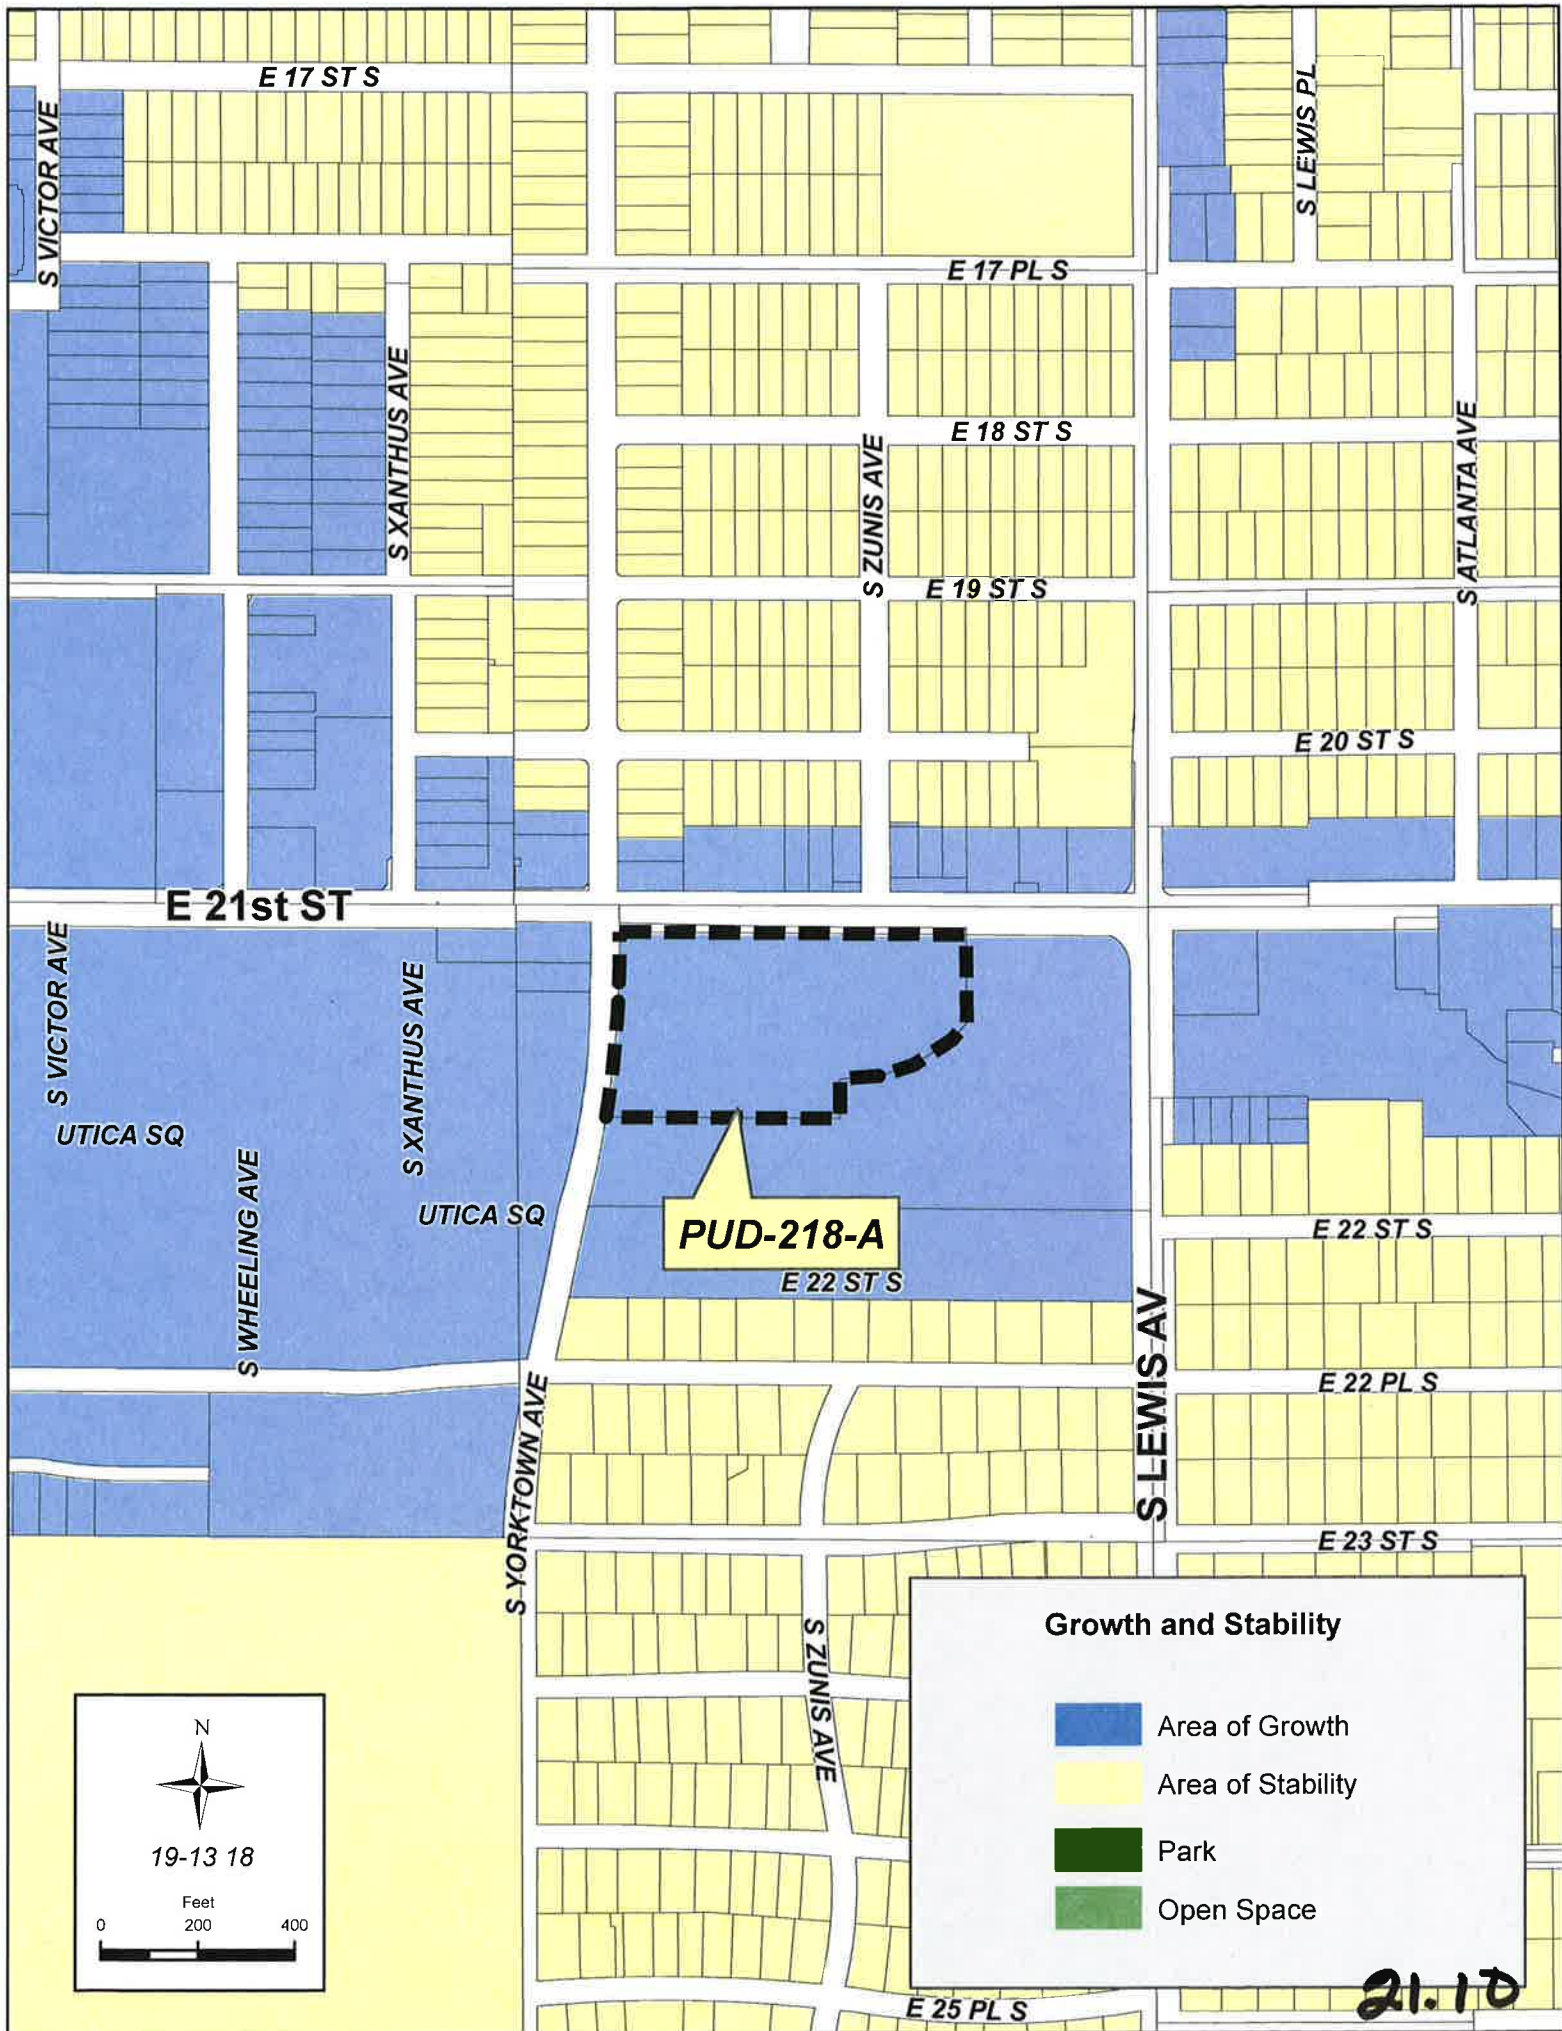 E 17 ST S
S VICTOR AVE
S LEWIS PL
E 17 PL S
S XANTHUS AVE
E 18 ST S
S ZUNIS AVE
S ATLANTA AVE
E 19 ST S
E 20 ST S
E 21st ST
S VICTOR AVE
S XANTHUS AVE
UTICA SQ
S WHEELING AVE
UTICA SQ
PUD-218-A
E 22 ST S
E 22 ST S
S LEWIS AV
E 22 PL S
S YORKTOWN AVE
E 23 ST S
S ZUNIS AVE
Growth and Stability
Area of Growth
Area of Stability
Park
Open Space
N
19-13 18
Feet
0 200 400
E 25 PL S
21.10